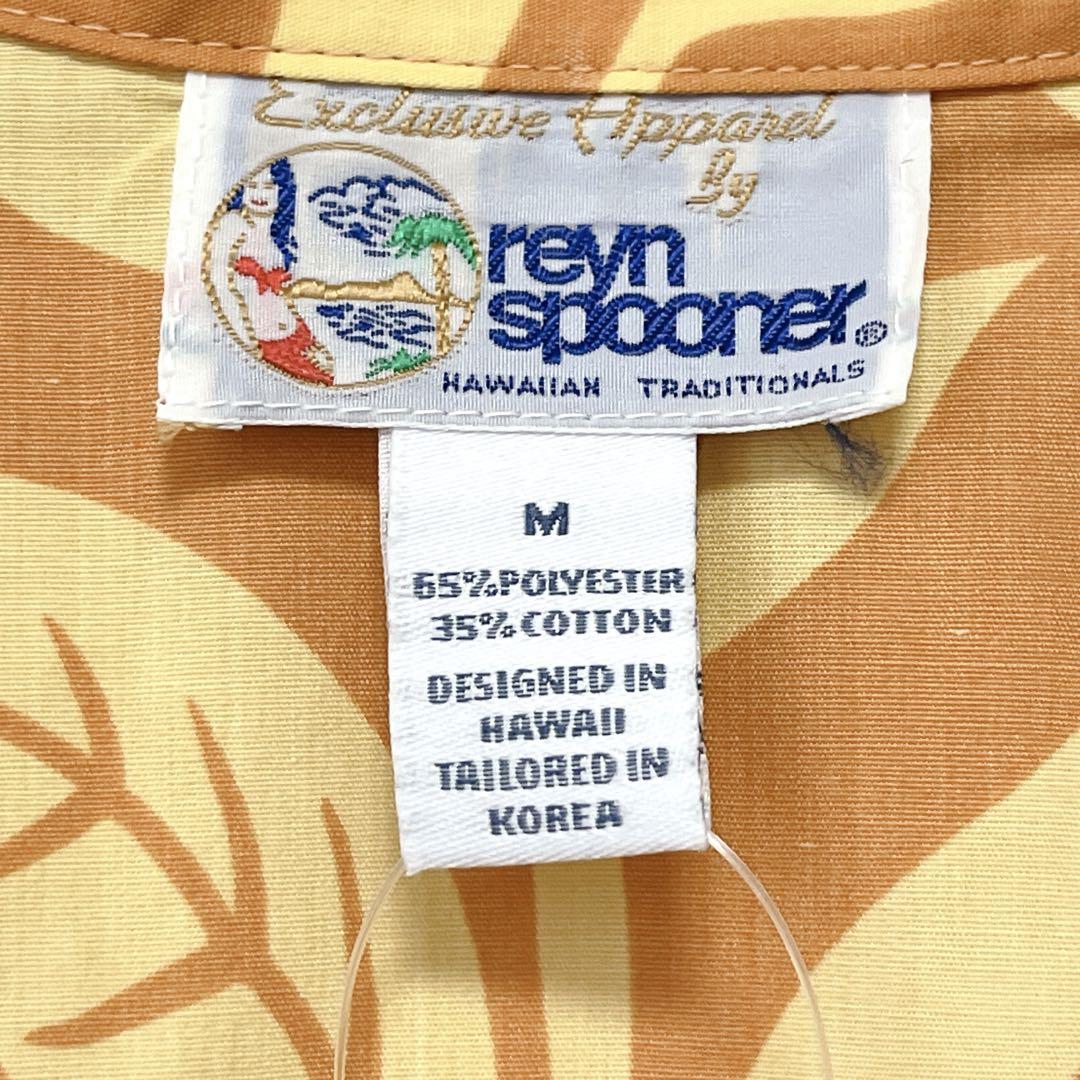 Exclusive Apparel
By
reyn
spooner®
HAWAIIAN TRADITIONALS
M
65%POLYESTER
35%COTTON
DESIGNED IN
HAWAII
TAILORED IN
KOREA